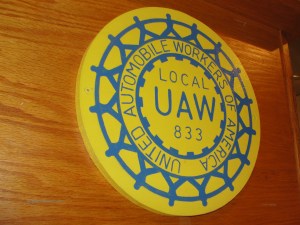 UNITED AUTOMOBILE WORKERS OF AMERICA
LOCAL
UAW
833